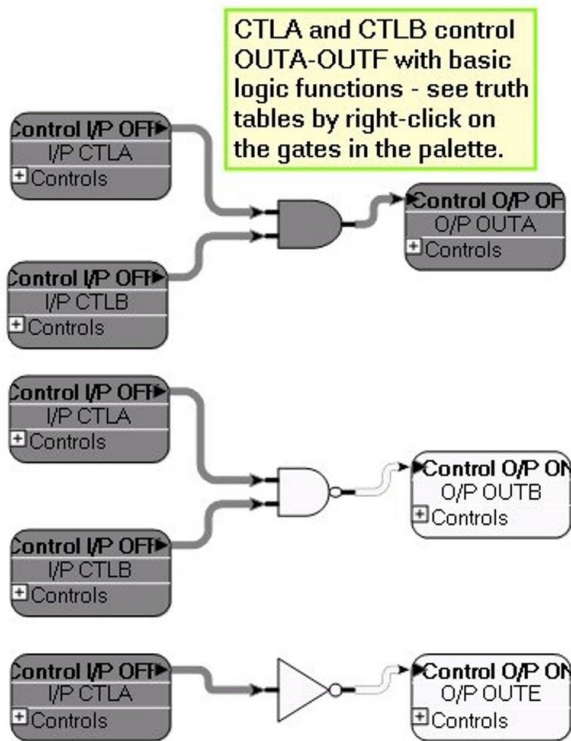 CTLA and CTLB control
OUTA-OUTF with basic
logic functions - see truth
tables by right-click on
the gates in the palette.
Control I/P OFF
I/P CTLA
+ Controls
Control O/P OF
O/P OUTA
+ Controls
Control I/P OFF
I/P CTLB
+ Controls
Control I/P OFF
I/P CTLA
+ Controls
Control O/P ON
O/P OUTB
+ Controls
Control I/P OFF
I/P CTLB
+ Controls
Control I/P OFF
I/P CTLA
+ Controls
Control O/P ON
O/P OUTE
+ Controls